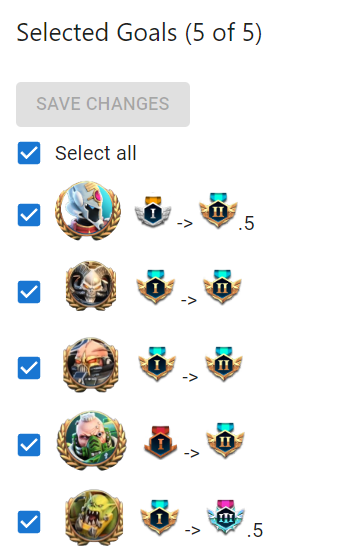 Selected Goals (5 of 5)
SAVE CHANGES
Select all
I -> II .5
I -> II
I -> II
I -> II
I -> III .5